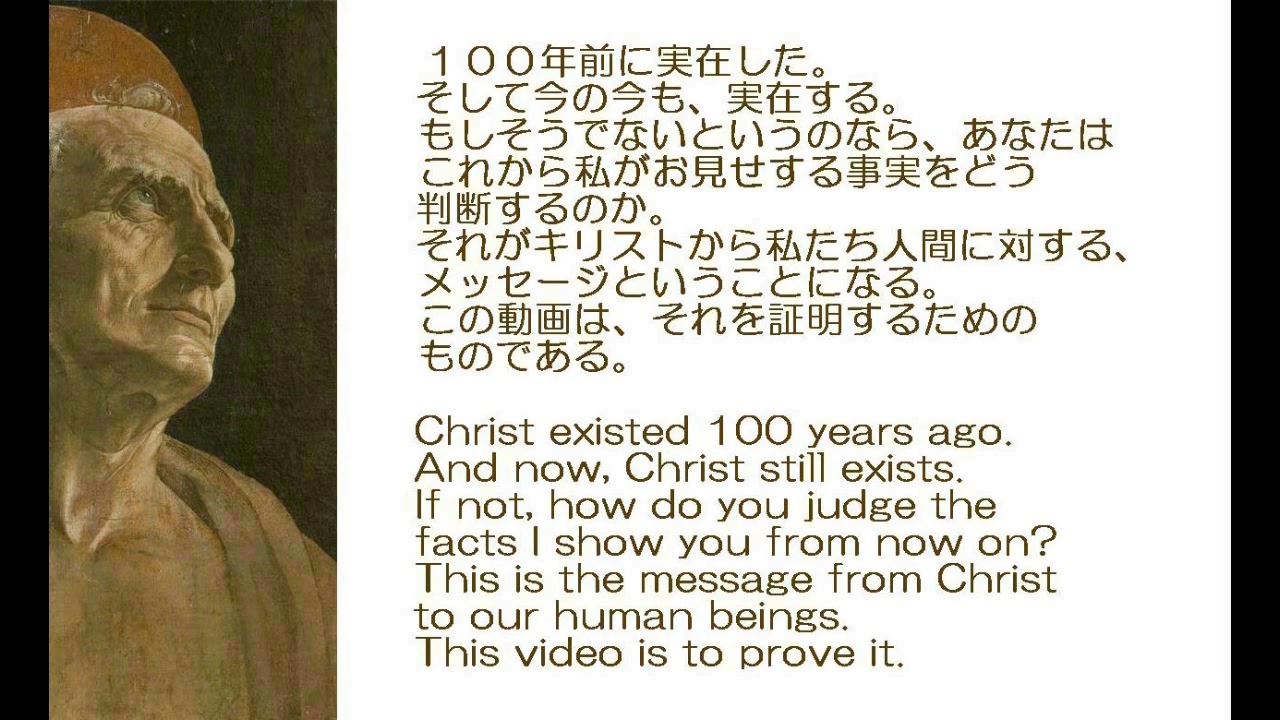 １００年前に実在した。
そして今の今も、実在する。
もしそうでないというのなら、あなたは
これから私がお見せする事実をどう
判断するのか。
それがキリストから私たち人間に対する、
メッセージということになる。
この動画は、それを証明するための
ものである。
Christ existed 100 years ago.
And now, Christ still exists.
If not, how do you judge the
facts I show you from now on?
This is the message from Christ
to our human beings.
This video is to prove it.